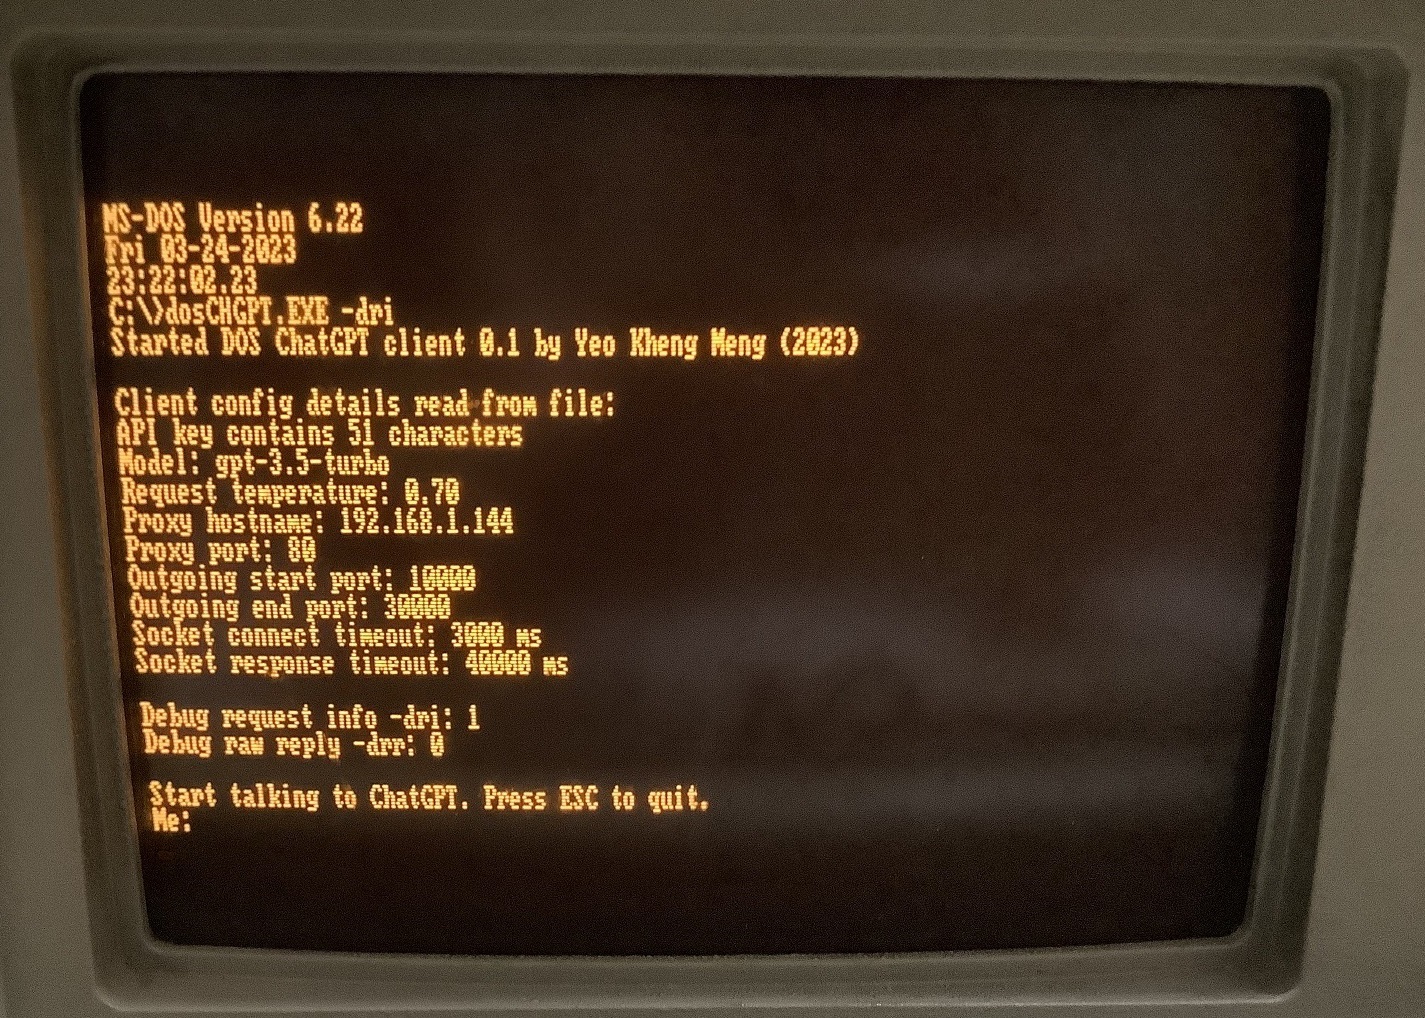 MS-DOS Version 6.22
Fri 03-24-2023
23:22:02.23
C:\>dosCHGPT.EXE -dri
Started DOS ChatGPT client 0.1 by Yeo Kheng Meng (2023)
Client config details read from file:
API key contains 51 characters
Model: gpt-3.5-turbo
Request temperature: 0.70
Proxy hostname: 192.168.1.144
Proxy port: 80
Outgoing start port: 10000
Outgoing end port: 30000
Socket connect timeout: 3000 ms
Socket response timeout: 40000 ms
Debug request info -dri: 1
Debug raw reply -drr: 0
Start talking to ChatGPT. Press ESC to quit.
Me: